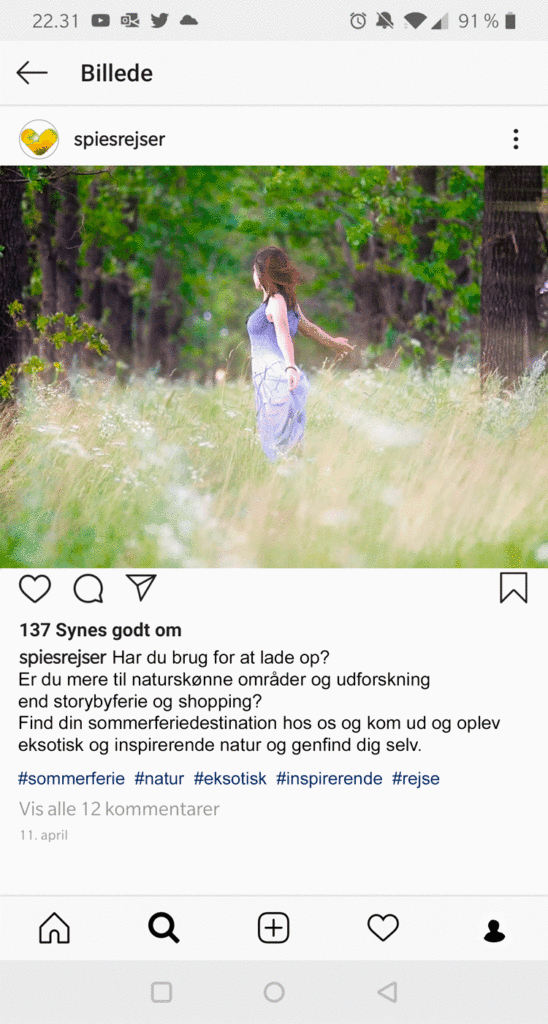 22.31 91 %
Billede
spiesrejser
137 Synes godt om
spiesrejser Har du brug for at lade op?
Er du mere til naturskønne områder og udforskning
end storybyferie og shopping?
Find din sommerferiedestination hos os og kom ud og oplev
eksotisk og inspirerende natur og genfind dig selv.
#sommerferie #natur #eksotisk #inspirerende #rejse
Vis alle 12 kommentarer
11. april